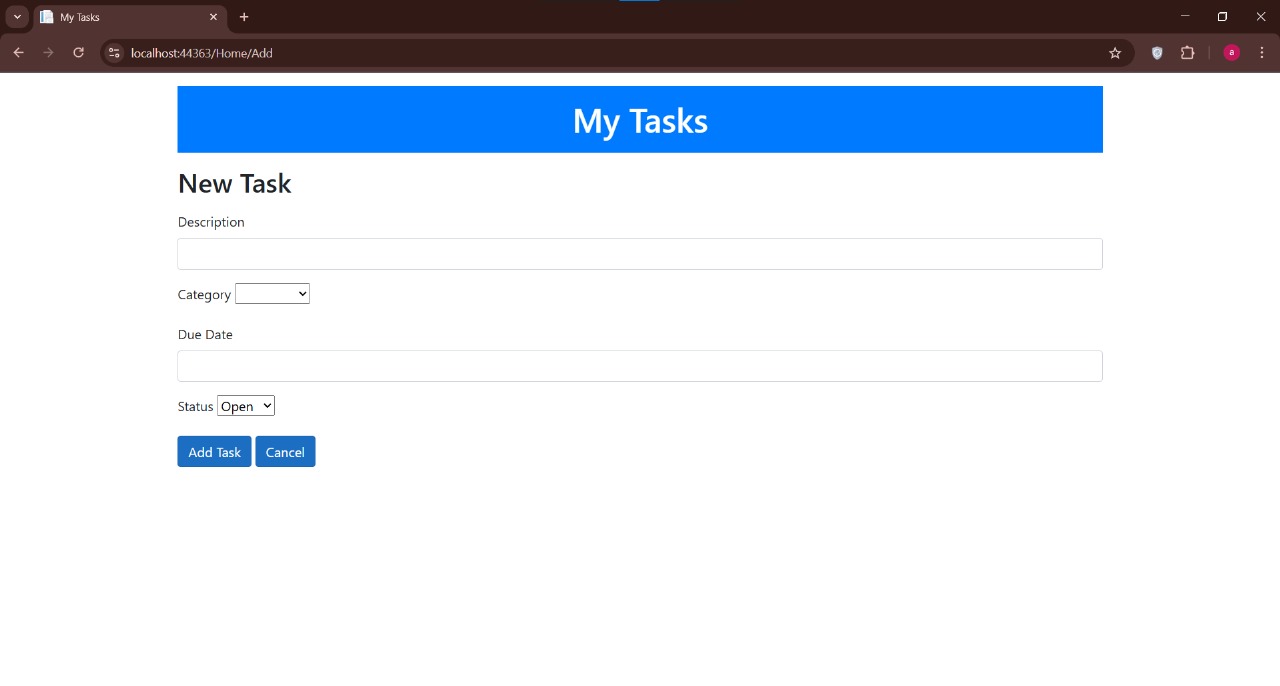 My Tasks
localhost:44363/Home/Add
a
My Tasks
New Task
Description
Category
Due Date
Status Open
Add Task Cancel